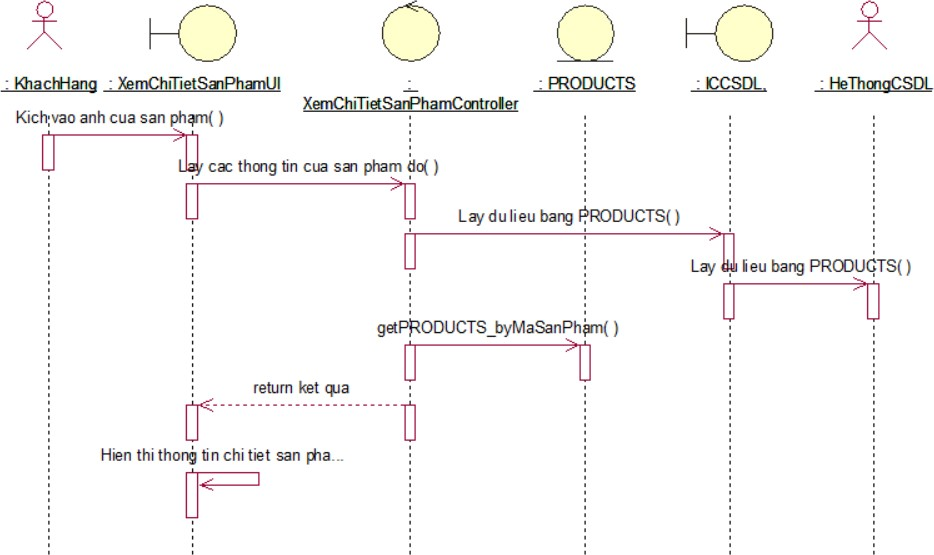 : KhachHang
: XemChiTietSanPhamUI
:
XemChiTietSanPhamController
: PRODUCTS
: ICCSDL,
: HeThongCSDL
Kich vao anh cua san pham( )
Lay cac thong tin cua san pham do( )
Lay du lieu bang PRODUCTS( )
Lay du lieu bang PRODUCTS( )
getPRODUCTS_byMaSanPham( )
return ket qua
Hien thi thong tin chi tiet san pha...